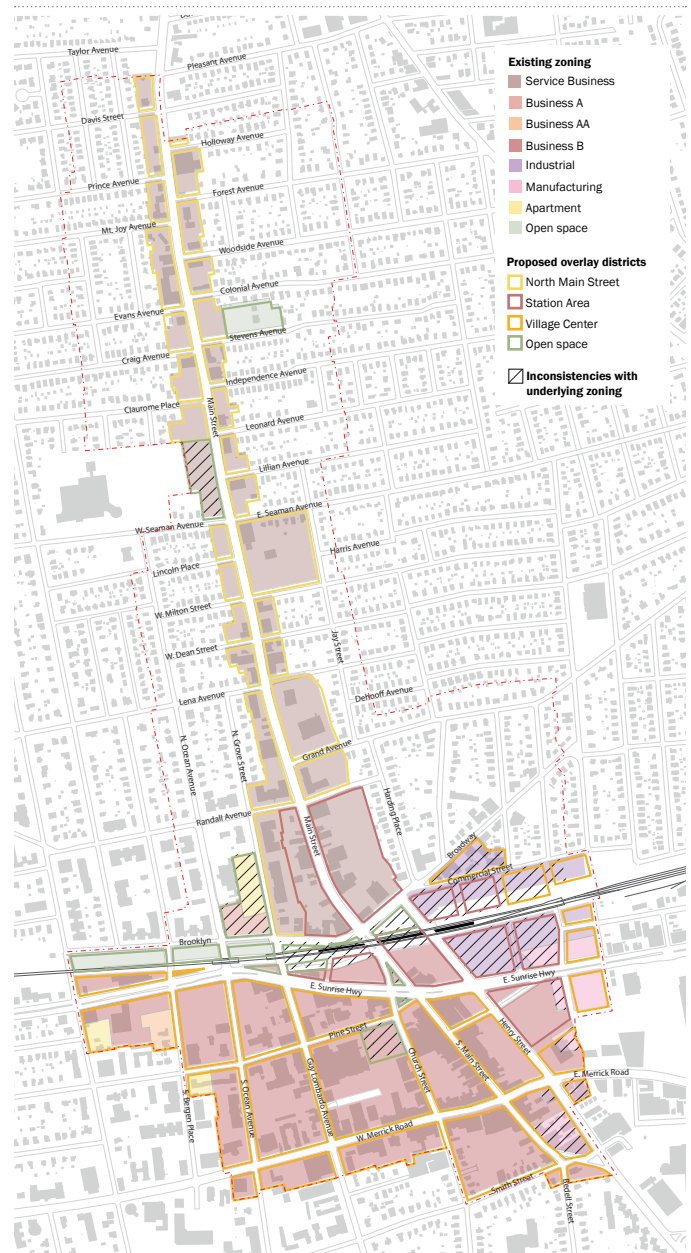 Taylor Avenue
Pleasant Avenue
Davis Street
Holloway Avenue
Prince Avenue
Forest Avenue
Mt. Joy Avenue
Woodside Avenue
Colonial Avenue
Evans Avenue
Stevens Avenue
Craig Avenue
Independence Avenue
Claurome Place
Main Street
Leonard Avenue
Lillian Avenue
E. Seaman Avenue
W. Seaman Avenue
Harris Avenue
Lincoln Place
W. Milton Street
Jay Street
W. Dean Street
Dehnoff Avenue
Lena Avenue
N. Ocean Avenue
N. Grove Street
Grand Avenue
Harding Place
Randall Avenue
Main Street
Broadway
Commercial Street
Brooklyn
E. Sunrise Hwy
E. Sunrise Hwy
Pine Street
Henry Street
S. Main Street
Church Street
Guy Lombardo Avenue
S. Ocean Avenue
S. Bergen Place
E. Merrick Road
W. Merrick Road
Smith Street
Bedell Street
Existing zoning
Service Business
Business A
Business AA
Business B
Industrial
Manufacturing
Apartment
Open space
Proposed overlay districts
North Main Street
Station Area
Village Center
Open space
Inconsistencies with
underlying zoning